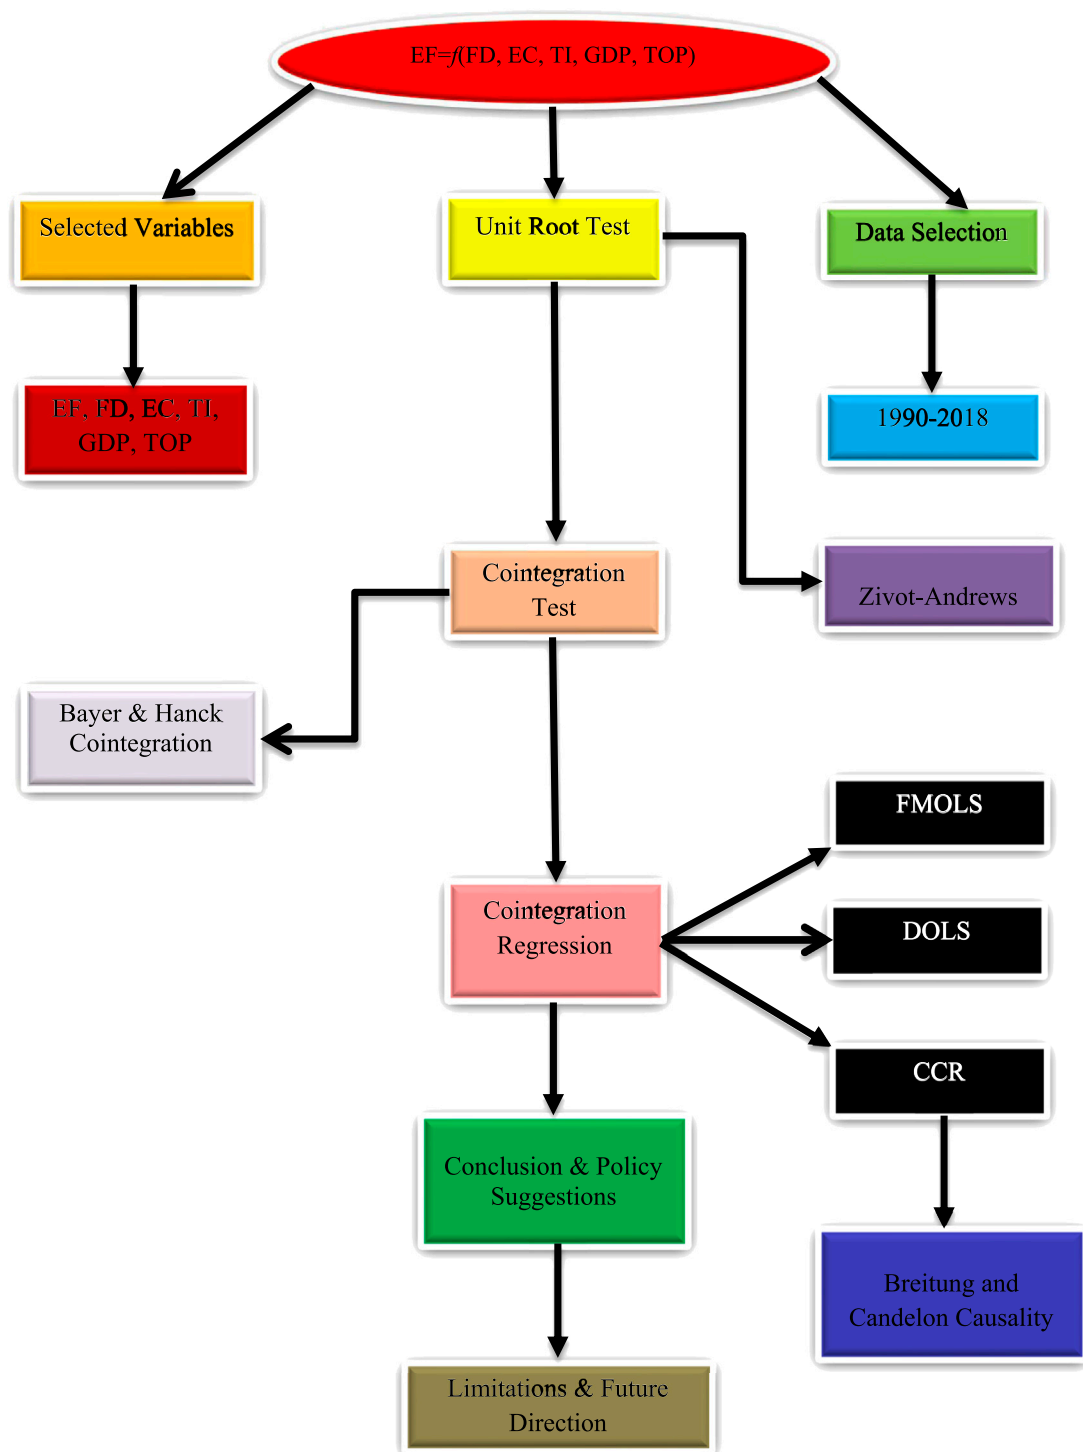 EF=f(FD, EC, TI, GDP, TOP)
Selected Variables
Unit Root Test
Data Selection
EF, FD, EC, TI,
GDP, TOP
1990-2018
Cointegration
Test
Zivot-Andrews
Bayer & Hanck
Cointegration
FMOLS
Cointegration
Regression
DOLS
CCR
Conclusion & Policy
Suggestions
Breitung and
Candelon Causality
Limitations & Future
Direction